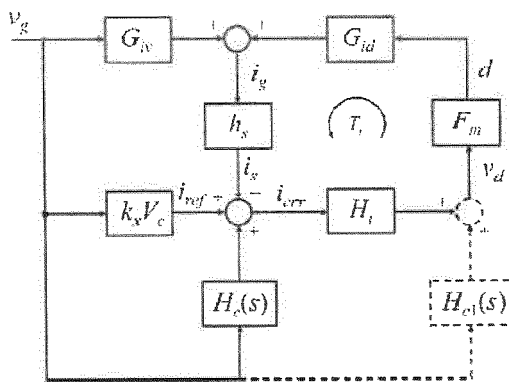 v_g
G_iv
+
+
G_id
i_g
d
h_s
T_i
F_m
i_s
v_d
k_x V_c
i_ref
+
−
i_err
H_i
+
+
+
H_c(s)
H_c1(s)